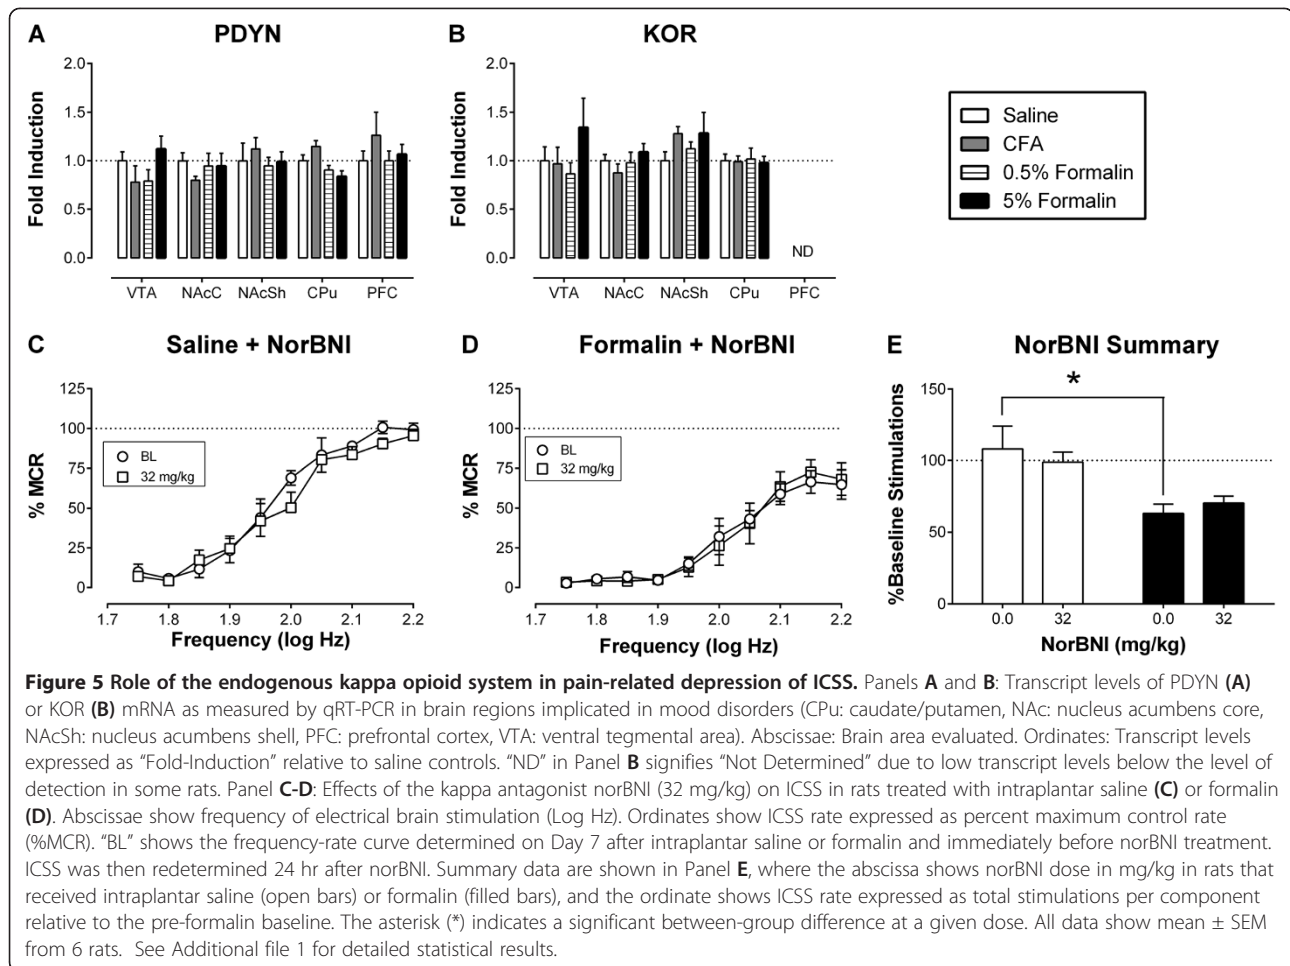 A
PDYN
Fold Induction
2.0
1.5
1.0
0.5
0.0
VTA
NAcC
NAcSh
CPu
PFC
B
KOR
Fold Induction
2.0
1.5
1.0
0.5
0.0
ND
VTA
NAcC
NAcSh
CPu
PFC
Saline
CFA
0.5% Formalin
5% Formalin
C
Saline + NorBNI
% MCR
125
100
75
50
25
0
BL
32 mg/kg
1.7
1.8
1.9
2.0
2.1
2.2
Frequency (log Hz)
D
Formalin + NorBNI
% MCR
125
100
75
50
25
0
BL
32 mg/kg
1.7
1.8
1.9
2.0
2.1
2.2
Frequency (log Hz)
E
NorBNI Summary
%Baseline Stimulations
150
100
50
0
*
0.0
32
0.0
32
NorBNI (mg/kg)
Figure 5 Role of the endogenous kappa opioid system in pain-related depression of ICSS. Panels A and B: Transcript levels of PDYN (A)
or KOR (B) mRNA as measured by qRT-PCR in brain regions implicated in mood disorders (CPu: caudate/putamen, NAc: nucleus acumbens core,
NAcSh: nucleus acumbens shell, PFC: prefrontal cortex, VTA: ventral tegmental area). Abscissae: Brain area evaluated. Ordinates: Transcript levels
expressed as “Fold-Induction” relative to saline controls. “ND” in Panel B signifies “Not Determined” due to low transcript levels below the level of
detection in some rats. Panel C-D: Effects of the kappa antagonist norBNI (32 mg/kg) on ICSS in rats treated with intraplantar saline (C) or formalin
(D). Abscissae show frequency of electrical brain stimulation (Log Hz). Ordinates show ICSS rate expressed as percent maximum control rate
(%MCR). “BL” shows the frequency-rate curve determined on Day 7 after intraplantar saline or formalin and immediately before norBNI treatment.
ICSS was then redetermined 24 hr after norBNI. Summary data are shown in Panel E, where the abscissa shows norBNI dose in mg/kg in rats that
received intraplantar saline (open bars) or formalin (filled bars), and the ordinate shows ICSS rate expressed as total stimulations per component
relative to the pre-formalin baseline. The asterisk (*) indicates a significant between-group difference at a given dose. All data show mean ± SEM
from 6 rats. See Additional file 1 for detailed statistical results.